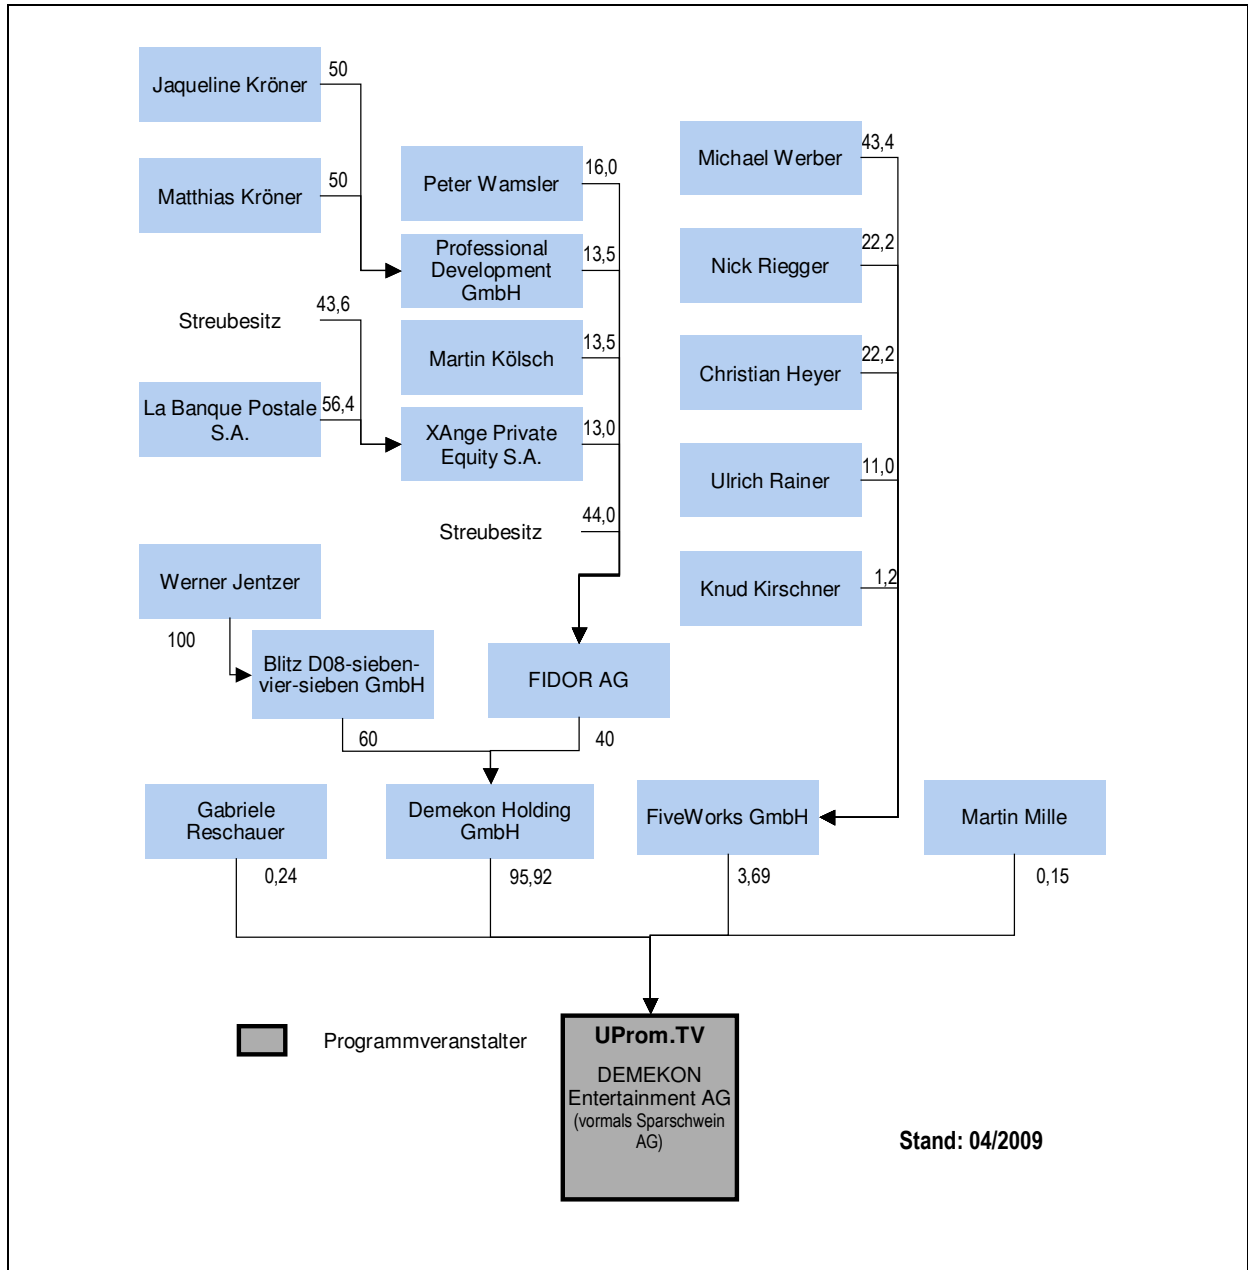 Jaqueline Kröner
50
Matthias Kröner
50
Streubesitz
43,6
La Banque Postale
S.A.
56,4
Peter Wamsler
16,0
Professional
Development
GmbH
13,5
Martin Kölsch
13,5
XAnge Private
Equity S.A.
13,0
Streubesitz
44,0
Michael Werber
43,4
Nick Riegger
22,2
Christian Heyer
22,2
Ulrich Rainer
11,0
Knud Kirschner
1,2
Werner Jentzer
100
Blitz D08-sieben-
vier-sieben GmbH
60
FIDOR AG
40
Gabriele
Reschauer
0,24
Demekon Holding
GmbH
95,92
FiveWorks GmbH
3,69
Martin Mille
0,15
Programmveranstalter
UProm.TV
DEMEKON
Entertainment AG
(vormals Sparschwein
AG)
Stand: 04/2009